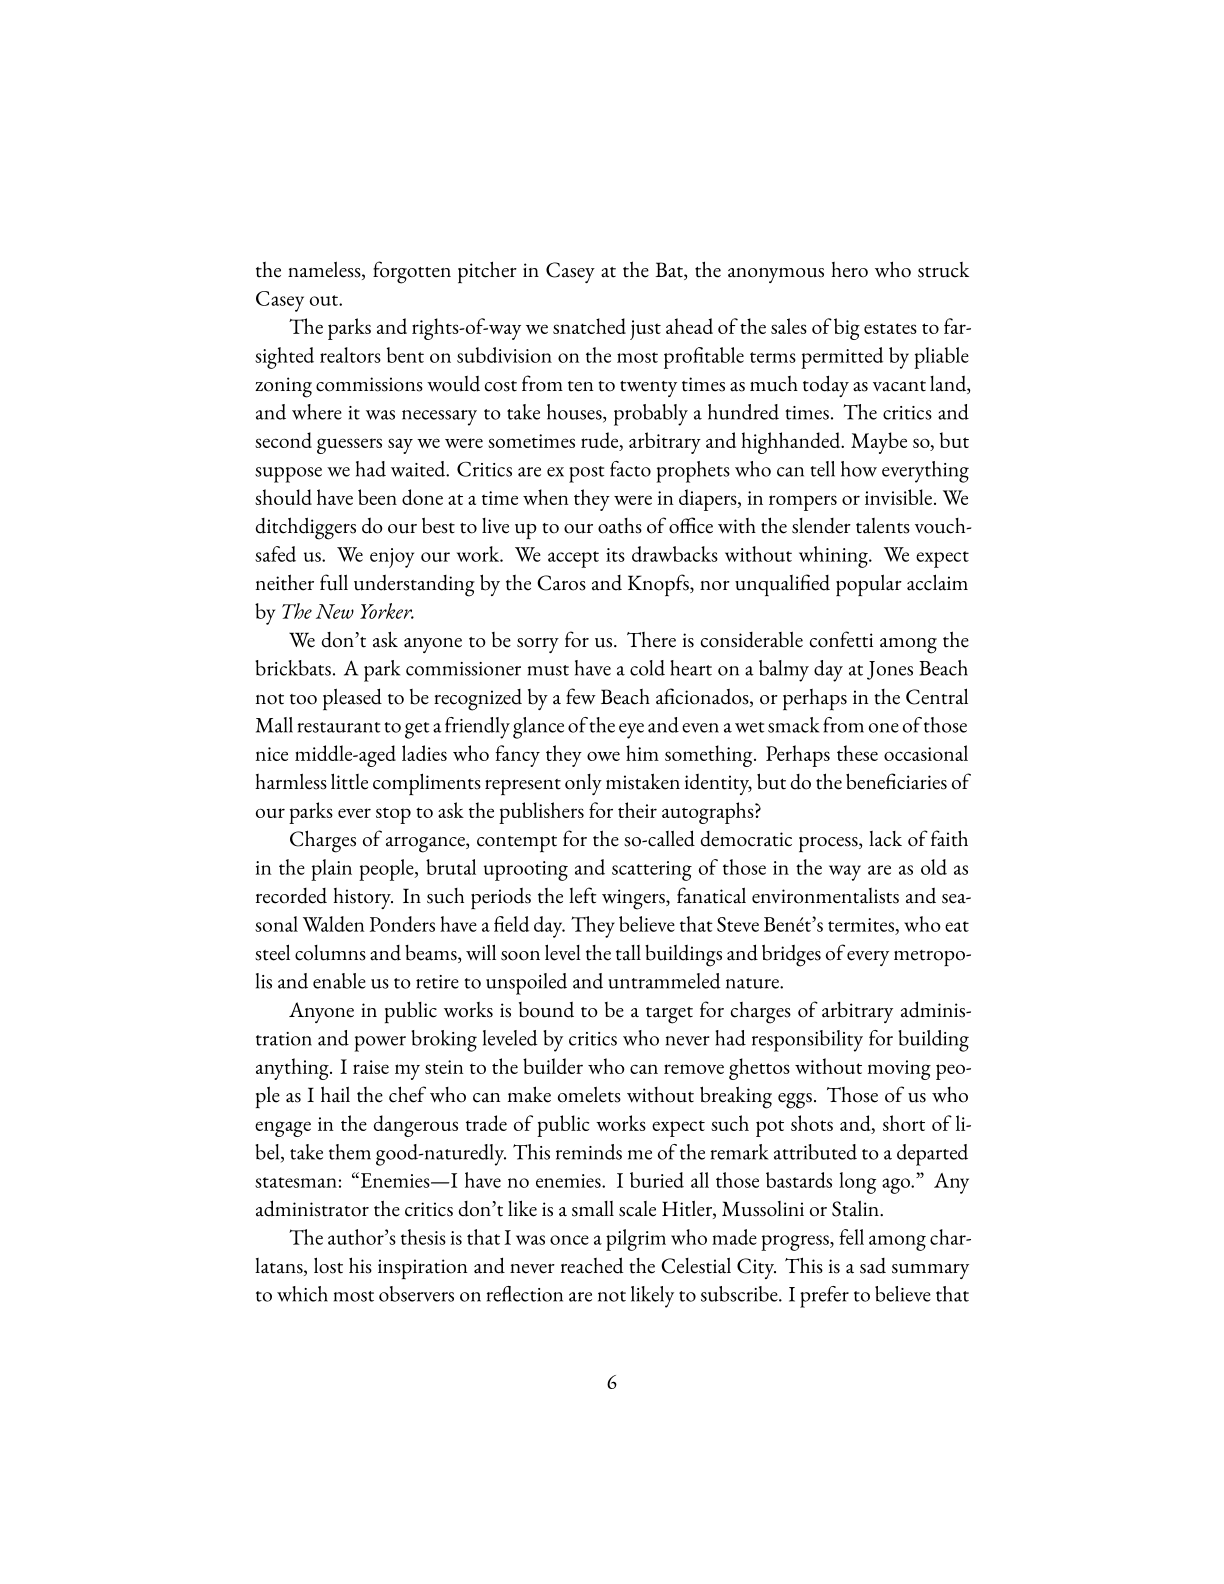 the nameless, forgotten pitcher in Casey at the Bat, the anonymous hero who struck
Casey out.
The parks and rights-of-way we snatched just ahead of the sales of big estates to far-
sighted realtors bent on subdivision on the most profitable terms permitted by pliable
zoning commissions would cost from ten to twenty times as much today as vacant land,
and where it was necessary to take houses, probably a hundred times. The critics and
second guessers say we were sometimes rude, arbitrary and highhanded. Maybe so, but
suppose we had waited. Critics are ex post facto prophets who can tell how everything
should have been done at a time when they were in diapers, in rompers or invisible. We
ditchdiggers do our best to live up to our oaths of office with the slender talents vouch-
safed us. We enjoy our work. We accept its drawbacks without whining. We expect
neither full understanding by the Caros and Knopfs, nor unqualified popular acclaim
by The New Yorker.
We don’t ask anyone to be sorry for us. There is considerable confetti among the
brickbats. A park commissioner must have a cold heart on a balmy day at Jones Beach
not too pleased to be recognized by a few Beach aficionados, or perhaps in the Central
Mall restaurant to get a friendly glance of the eye and even a wet smack from one of those
nice middle-aged ladies who fancy they owe him something. Perhaps these occasional
harmless little compliments represent only mistaken identity, but do the beneficiaries of
our parks ever stop to ask the publishers for their autographs?
Charges of arrogance, contempt for the so-called democratic process, lack of faith
in the plain people, brutal uprooting and scattering of those in the way are as old as
recorded history. In such periods the left wingers, fanatical environmentalists and sea-
sonal Walden Ponders have a field day. They believe that Steve Benét’s termites, who eat
steel columns and beams, will soon level the tall buildings and bridges of every metropo-
lis and enable us to retire to unspoiled and untrammeled nature.
Anyone in public works is bound to be a target for charges of arbitrary adminis-
tration and power broking leveled by critics who never had responsibility for building
anything. I raise my stein to the builder who can remove ghettos without moving peo-
ple as I hail the chef who can make omelets without breaking eggs. Those of us who
engage in the dangerous trade of public works expect such pot shots and, short of li-
bel, take them good-naturedly. This reminds me of the remark attributed to a departed
statesman: “Enemies—I have no enemies. I buried all those bastards long ago.” Any
administrator the critics don’t like is a small scale Hitler, Mussolini or Stalin.
The author’s thesis is that I was once a pilgrim who made progress, fell among char-
latans, lost his inspiration and never reached the Celestial City. This is a sad summary
to which most observers on reflection are not likely to subscribe. I prefer to believe that
6